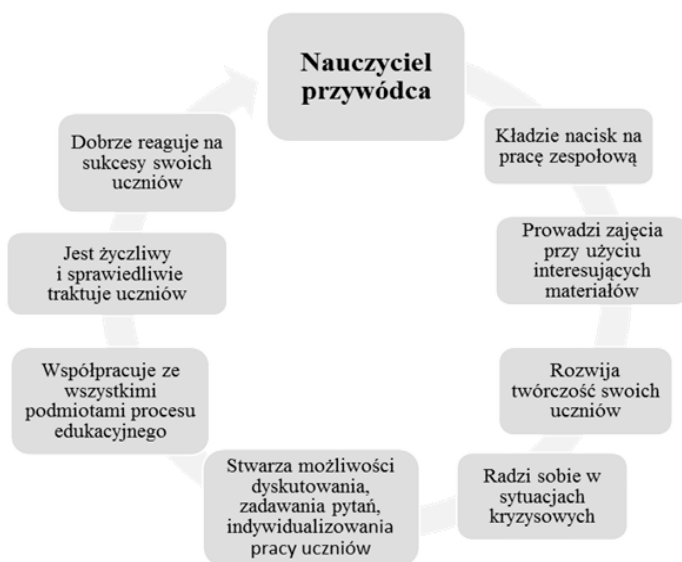 Nauczyciel
przywódca
Kładzie nacisk na
pracę zespołową
Prowadzi zajęcia
przy użyciu
interesujących
materiałów
Rozwija
twórczość swoich
uczniów
Radzi sobie w
sytuacjach
kryzysowych
Stwarza możliwości
dyskutowania,
zadawania pytań,
indywidualizowania
pracy uczniów
Współpracuje ze
wszystkimi
podmiotami procesu
edukacyjnego
Jest życzliwy
i sprawiedliwie
traktuje uczniów
Dobrze reaguje na
sukcesy swoich
uczniów